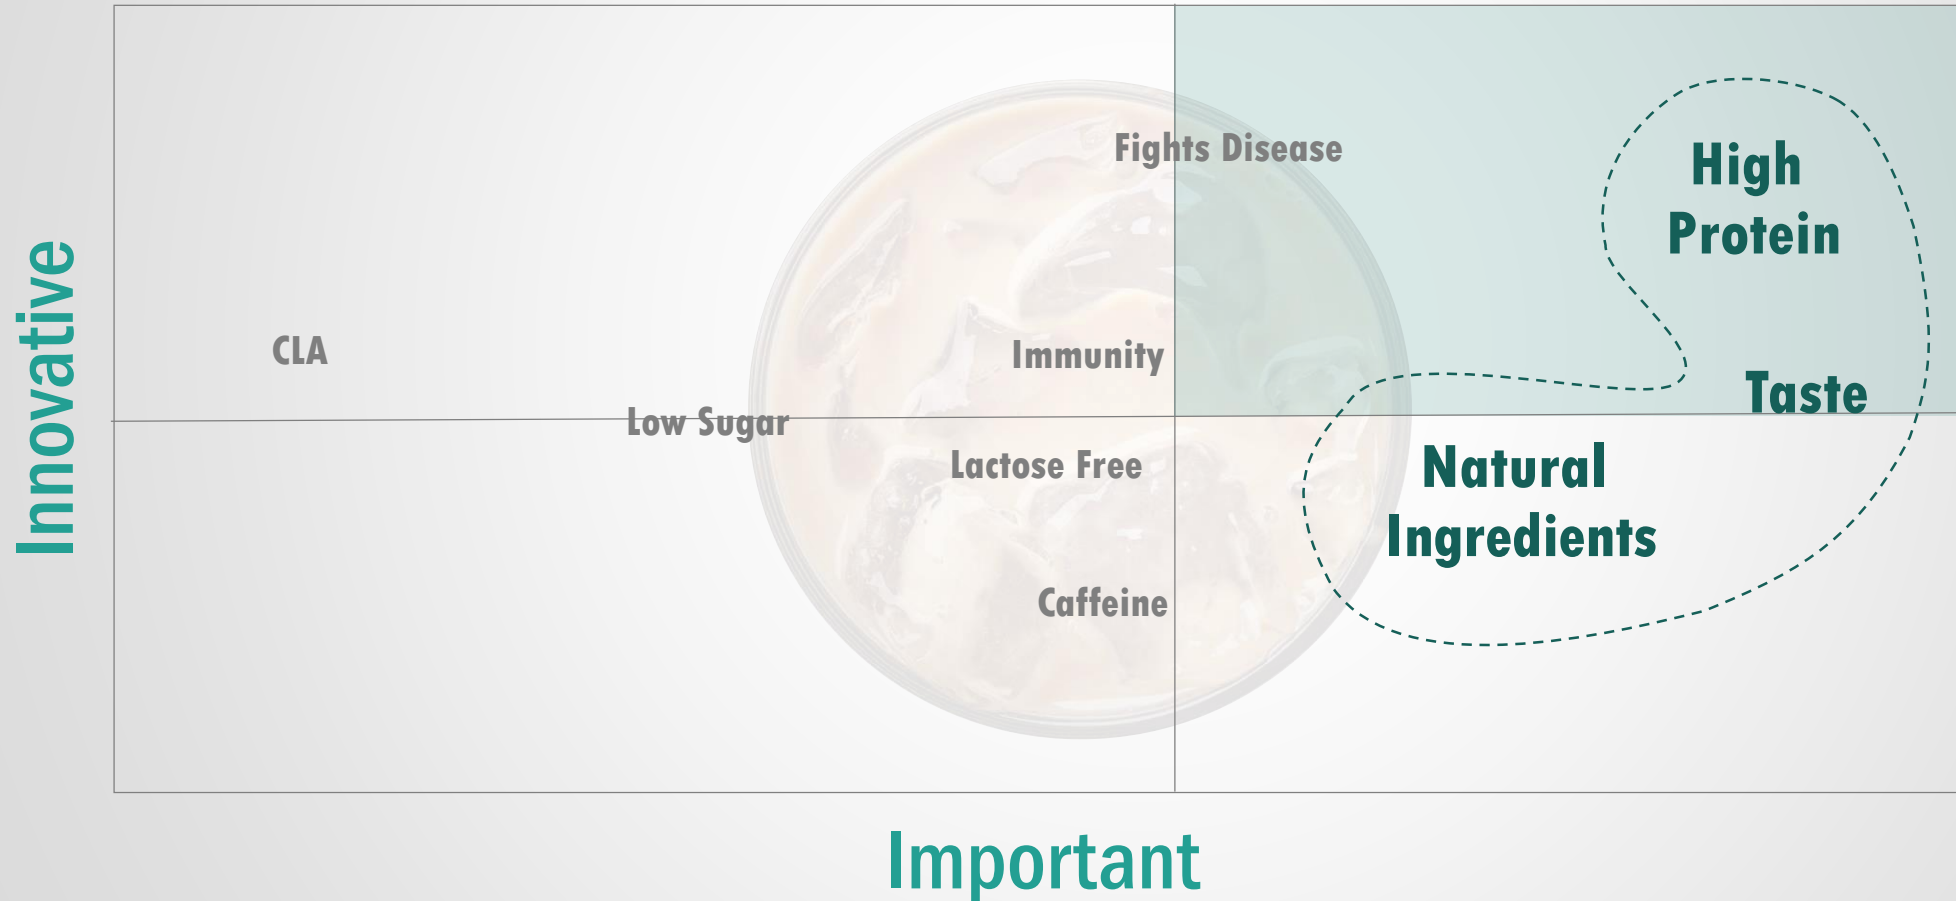 Innovative
Fights Disease
High
Protein
CLA
Immunity
Taste
Low Sugar
Lactose Free
Natural
Ingredients
Caffeine
Important